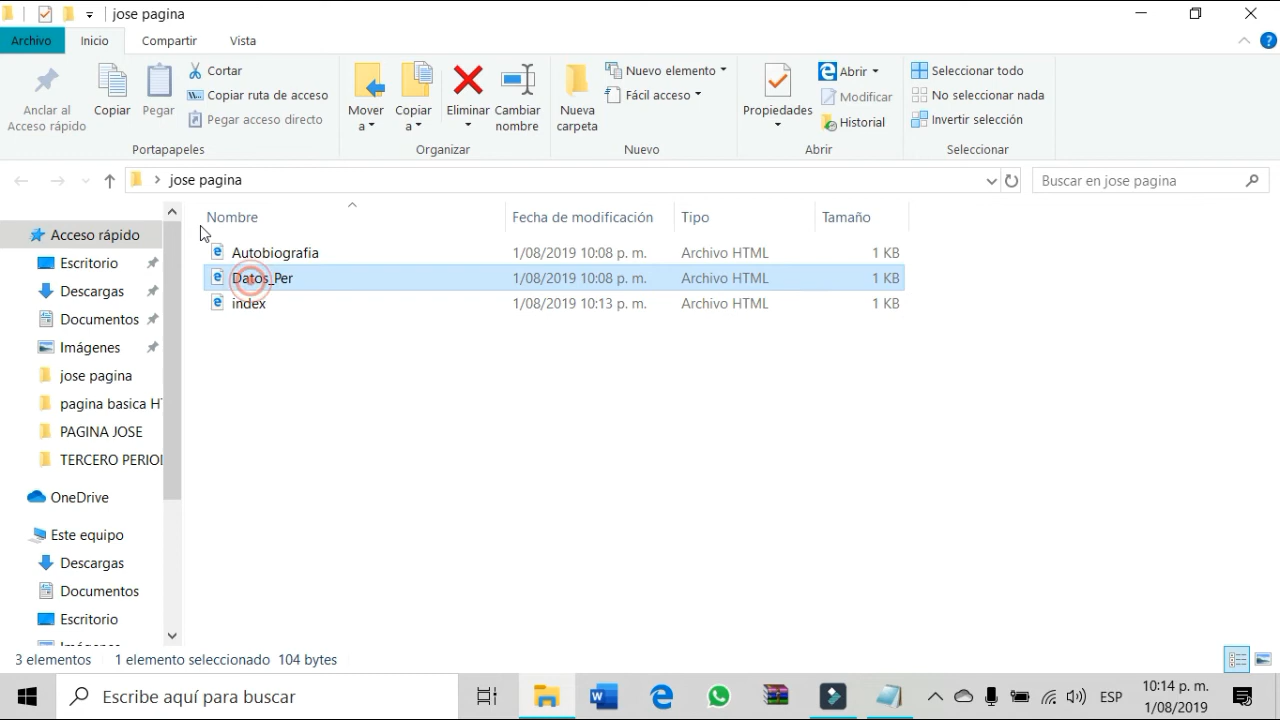 jose pagina
Archivo Inicio Compartir Vista
Anclar al Acceso rápido
Copiar
Pegar
Cortar
Copiar ruta de acceso
Pegar acceso directo
Portapapeles
Mover a
Copiar a
Eliminar
Cambiar nombre
Organizar
Nueva carpeta
Nuevo elemento
Fácil acceso
Nuevo
Propiedades
Abrir
Modificar
Historial
Abrir
Seleccionar todo
No seleccionar nada
Invertir selección
Seleccionar
jose pagina
Buscar en jose pagina
Nombre Fecha de modificación Tipo Tamaño
Autobiografia 1/08/2019 10:08 p. m. Archivo HTML 1 KB
Datos_Per 1/08/2019 10:08 p. m. Archivo HTML 1 KB
index 1/08/2019 10:13 p. m. Archivo HTML 1 KB
Acceso rápido
Escritorio
Descargas
Documentos
Imágenes
jose pagina
pagina basica HT
PAGINA JOSE
TERCERO PERIOD
OneDrive
Este equipo
Descargas
Documentos
Escritorio
3 elementos 1 elemento seleccionado 104 bytes
Escribe aquí para buscar
ESP
10:14 p. m.
1/08/2019